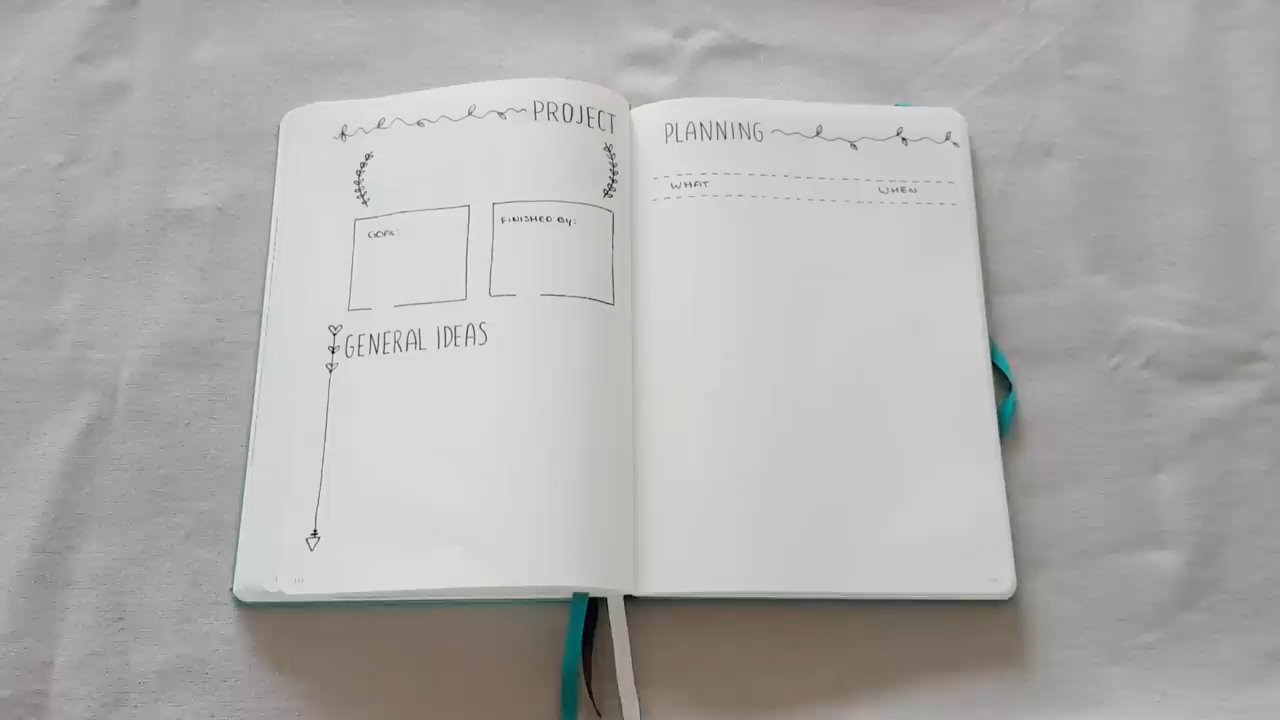 PROJECT
GOAL:
FINISHED BY:
GENERAL IDEAS
PLANNING
WHAT WHEN